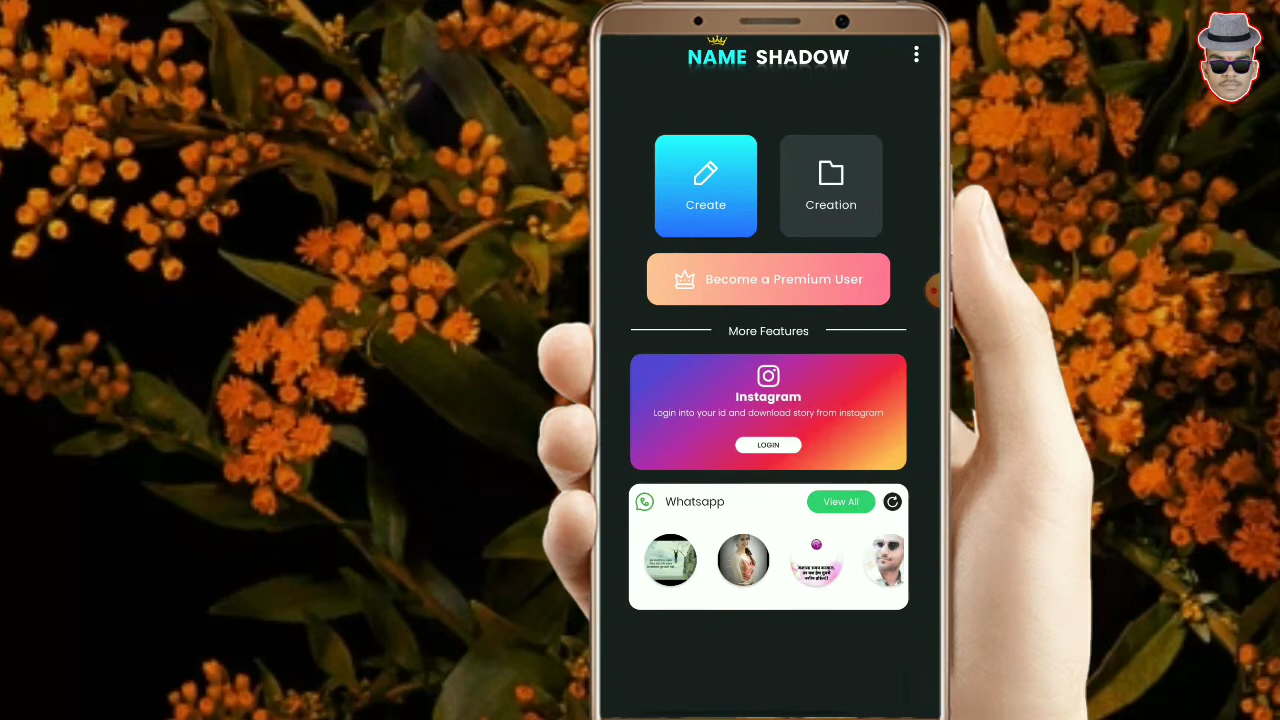 NAME SHADOW
Create
Creation
Become a Premium User
More Features
Instagram
Login into your id and download story from instagram
LOGIN
Whatsapp
View All